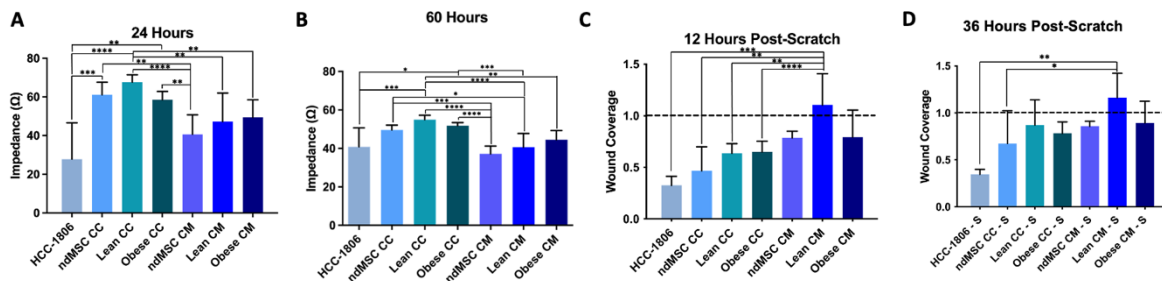 A
24 Hours
Impedance (Ω)
80
60
40
20
0
** 
**** 
** 
** 
*** 
** 
**** 
** 
HCC-1806
ndMSC CC
Lean CC
Obese CC
ndMSC CM
Lean CM
Obese CM
B
60 Hours
Impedance (Ω)
80
60
40
20
0
* 
*** 
** 
*** 
**** 
* 
*** 
**** 
**** 
HCC-1806
ndMSC CC
Lean CC
Obese CC
ndMSC CM
Lean CM
Obese CM
C
12 Hours Post-Scratch
Wound Coverage
1.5
1.0
0.5
0.0
*** 
** 
** 
**** 
HCC-1806
ndMSC CC
Lean CC
Obese CC
ndMSC CM
Lean CM
Obese CM
D
36 Hours Post-Scratch
Wound Coverage
1.5
1.0
0.5
0.0
** 
* 
HCC-1806 - S
ndMSC CC - S
Lean CC - S
Obese CC - S
ndMSC CM - S
Lean CM - S
Obese CM - S